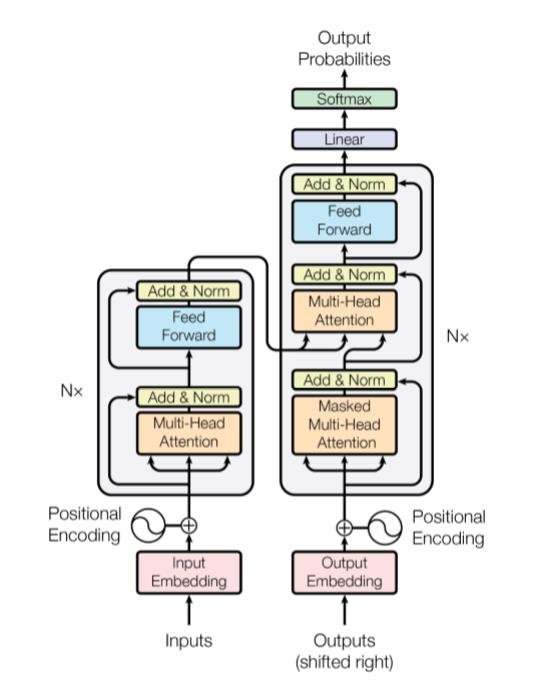 Output
Probabilities
Softmax
Linear
Add & Norm
Feed
Forward
Add & Norm
Multi-Head
Attention
Nx
Add & Norm
Masked
Multi-Head
Attention
Add & Norm
Feed
Forward
Nx
Add & Norm
Multi-Head
Attention
Positional
Encoding
Positional
Encoding
Input
Embedding
Output
Embedding
Inputs
Outputs
(shifted right)